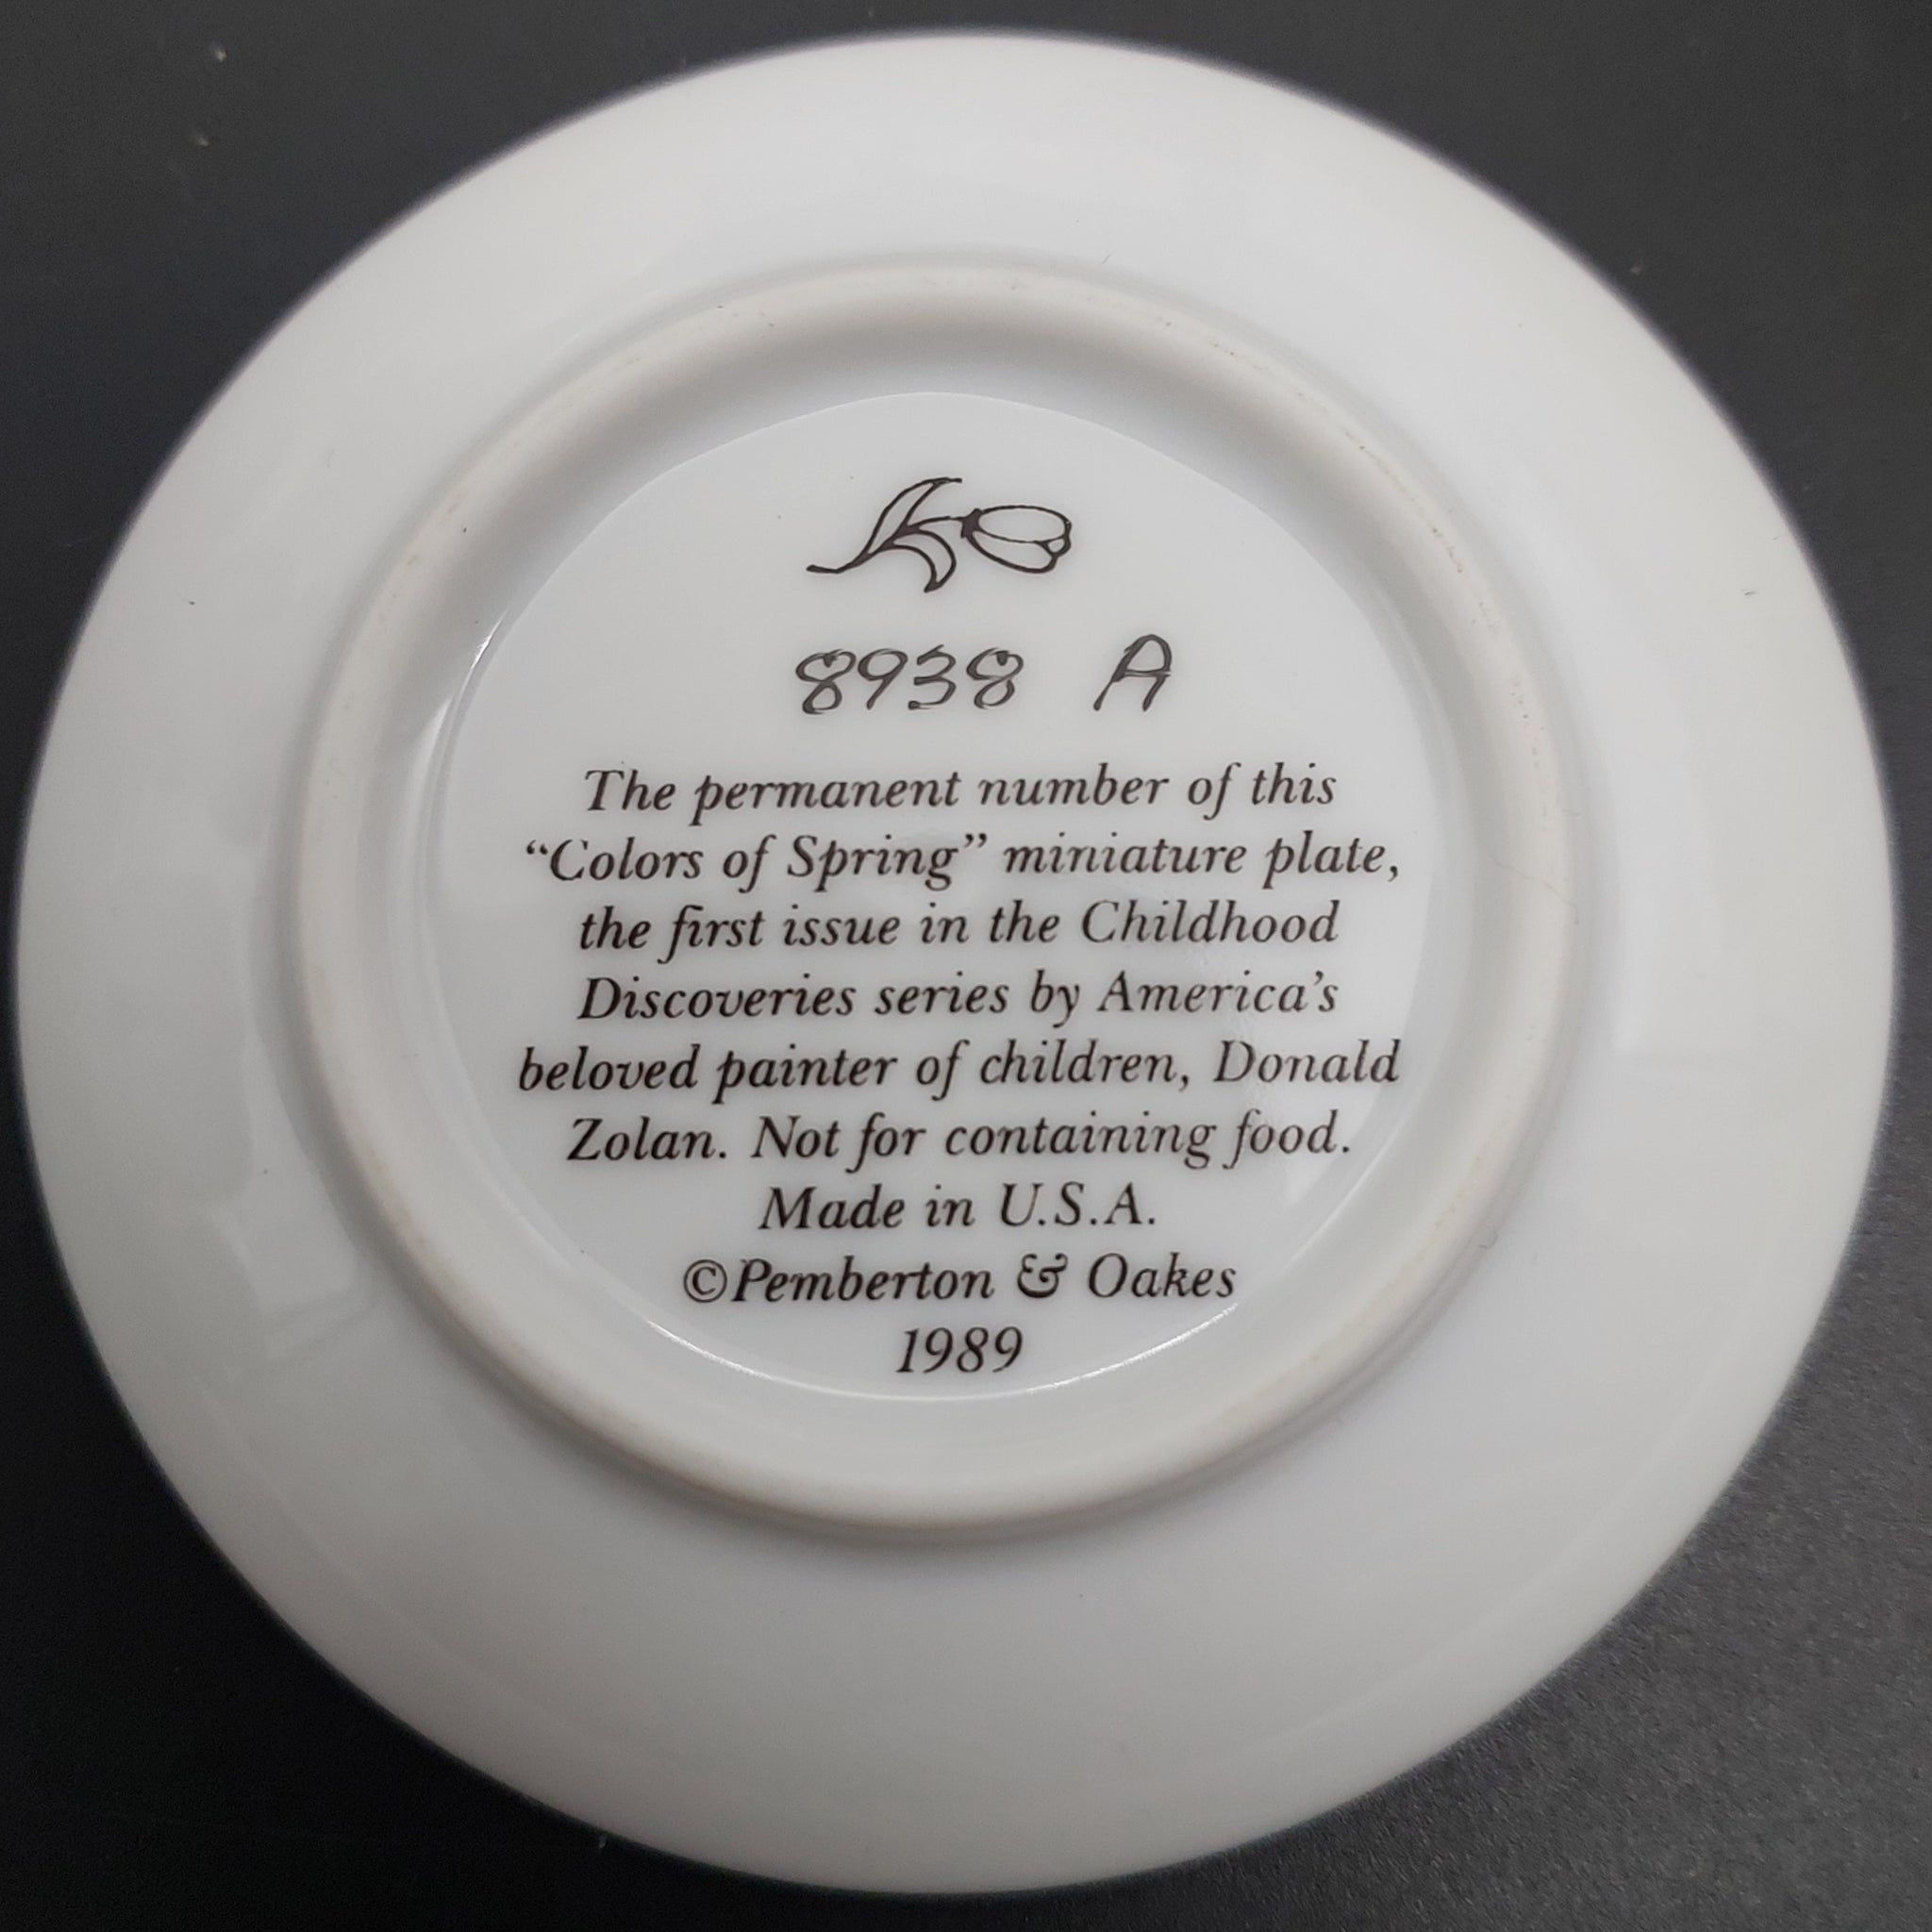 8938 A
The permanent number of this
“Colors of Spring” miniature plate,
the first issue in the Childhood
Discoveries series by America’s
beloved painter of children, Donald
Zolan. Not for containing food.
Made in U.S.A.
©Pemberton & Oakes
1989